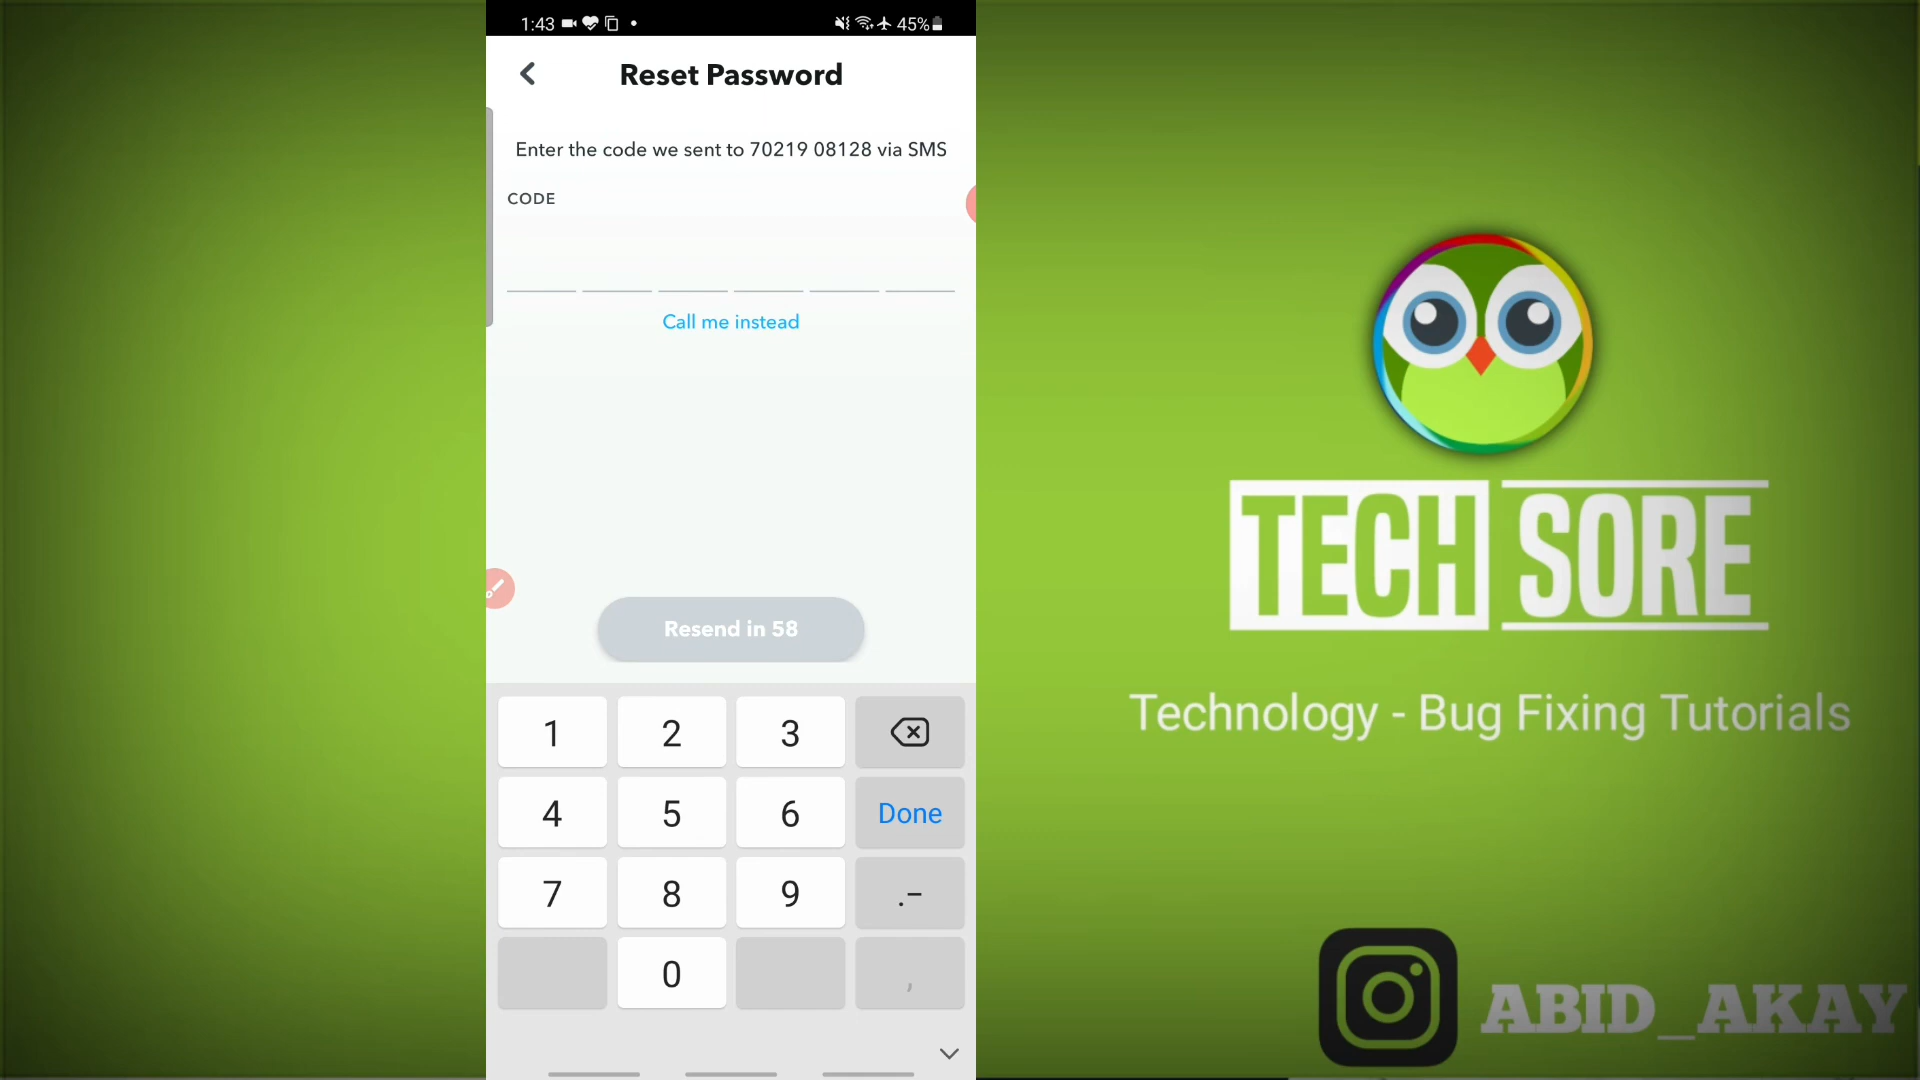 1:43
45%
Reset Password
Enter the code we sent to 70219 08128 via SMS
CODE
Call me instead
Resend in 58
1 2 3
4 5 6 Done
7 8 9 .-
0 ,
TECH SORE
Technology - Bug Fixing Tutorials
ABID_AKAY